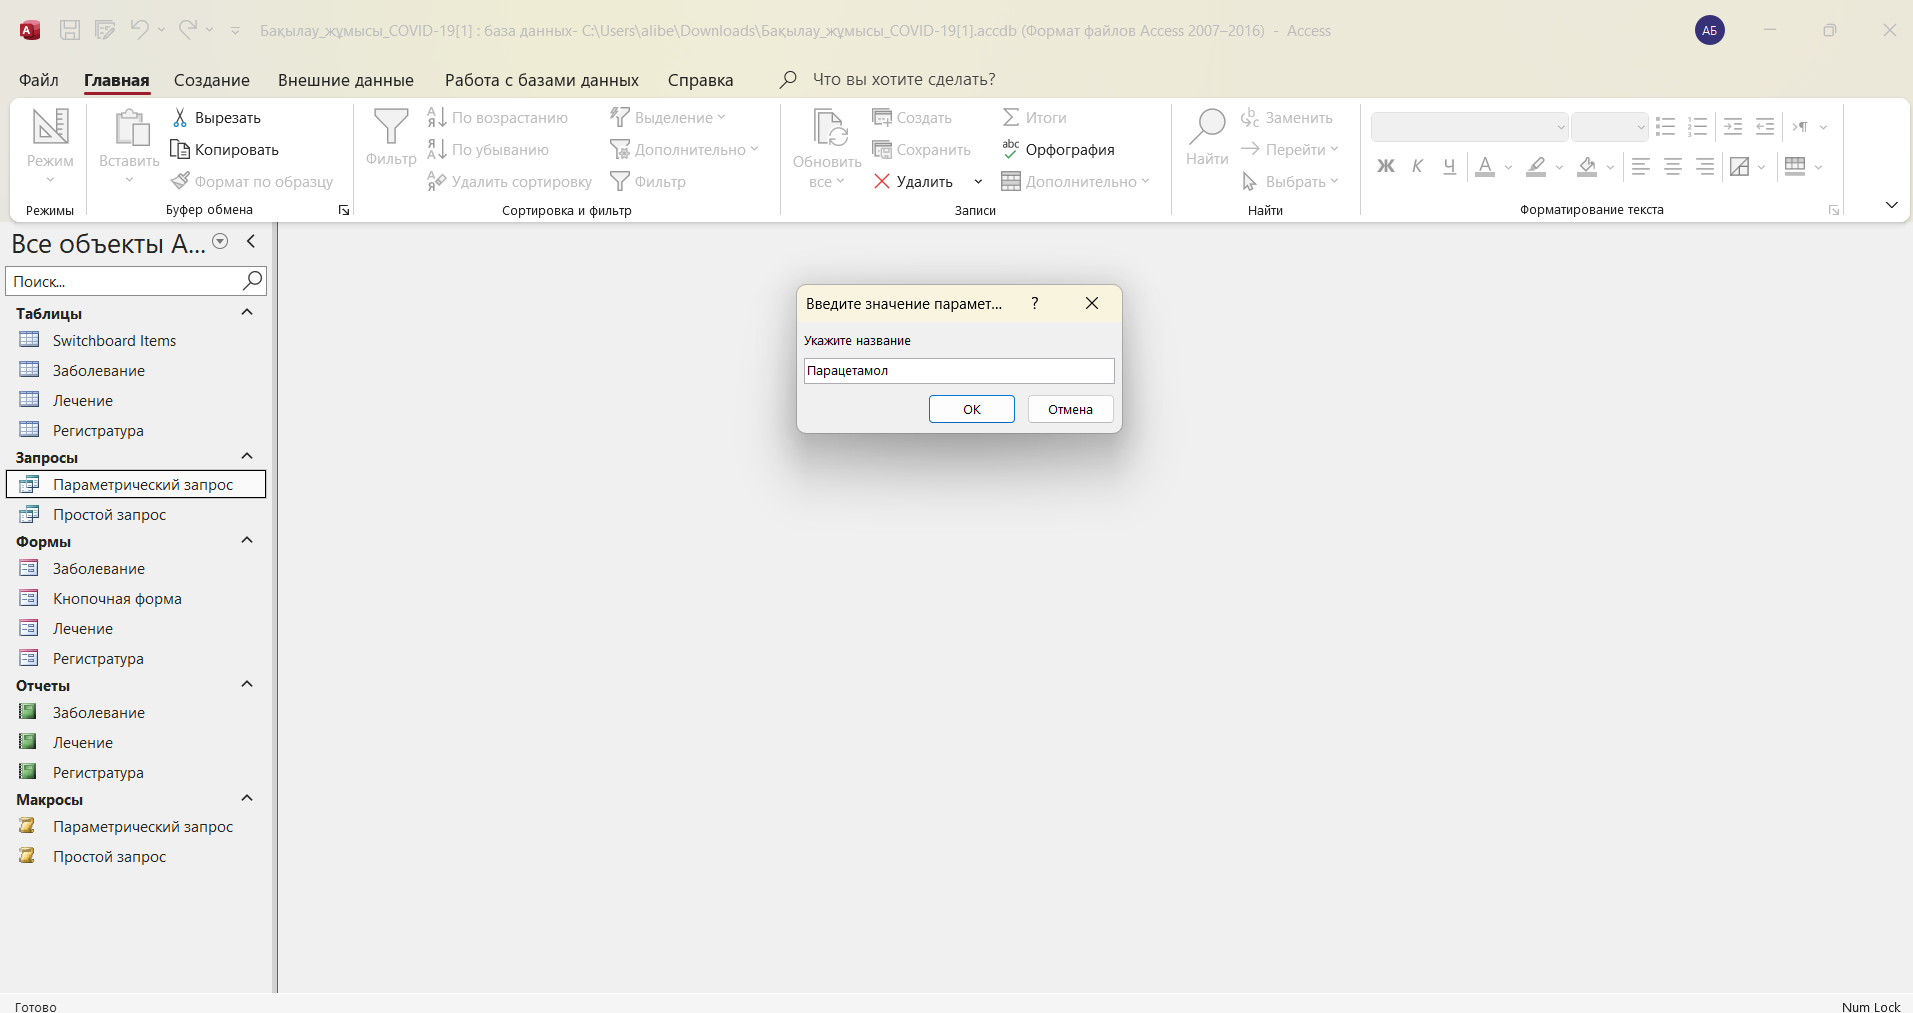 Бақылау_жұмысы_COVID-19[1] : база данных- C:\Users\alibe\Downloads\Бақылау_жұмысы_COVID-19[1].accdb (Формат файлов Access 2007–2016) - Access
АБ
Файл Главная Создание Внешние данные Работа с базами данных Справка Что вы хотите сделать?
Режим
Режимы
Вставить
Вырезать
Копировать
Формат по образцу
Буфер обмена
Фильтр
По возрастанию
По убыванию
Удалить сортировку
Выделение
Дополнительно
Фильтр
Сортировка и фильтр
Обновить
все
Создать
Сохранить
Удалить
Итоги
Орфография
Дополнительно
Записи
Найти
Заменить
Перейти
Выбрать
Найти
Ж К Ч А
Форматирование текста
Все объекты A...
Поиск...
Таблицы
Switchboard Items
Заболевание
Лечение
Регистратура
Запросы
Параметрический запрос
Простой запрос
Формы
Заболевание
Кнопочная форма
Лечение
Регистратура
Отчеты
Заболевание
Лечение
Регистратура
Макросы
Параметрический запрос
Простой запрос
Введите значение парамет... ?
Укажите название
Парацетамол
ОК Отмена
Готово
Num Lock